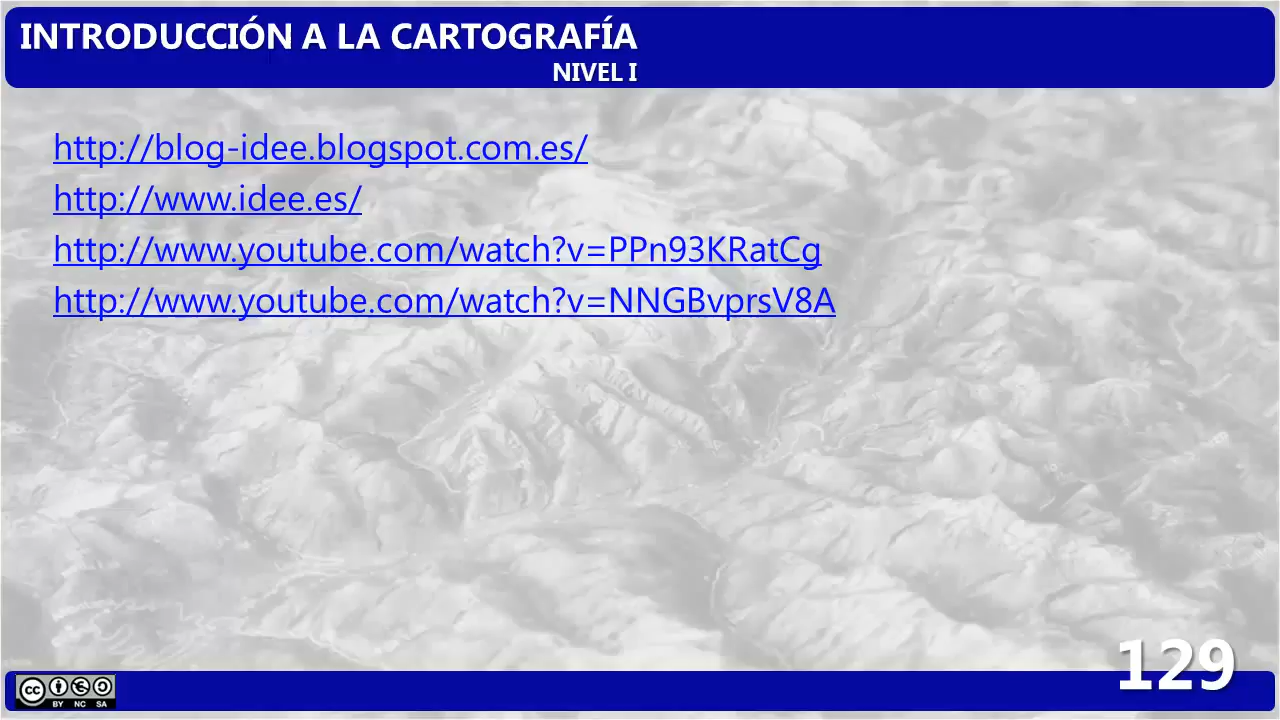 INTRODUCCIÓN A LA CARTOGRAFÍA
NIVEL I
http://blog-idee.blogspot.com.es/
http://www.idee.es/
http://www.youtube.com/watch?v=PPn93KRatCg
http://www.youtube.com/watch?v=NNGBvprsV8A
129
cc
BY NC SA